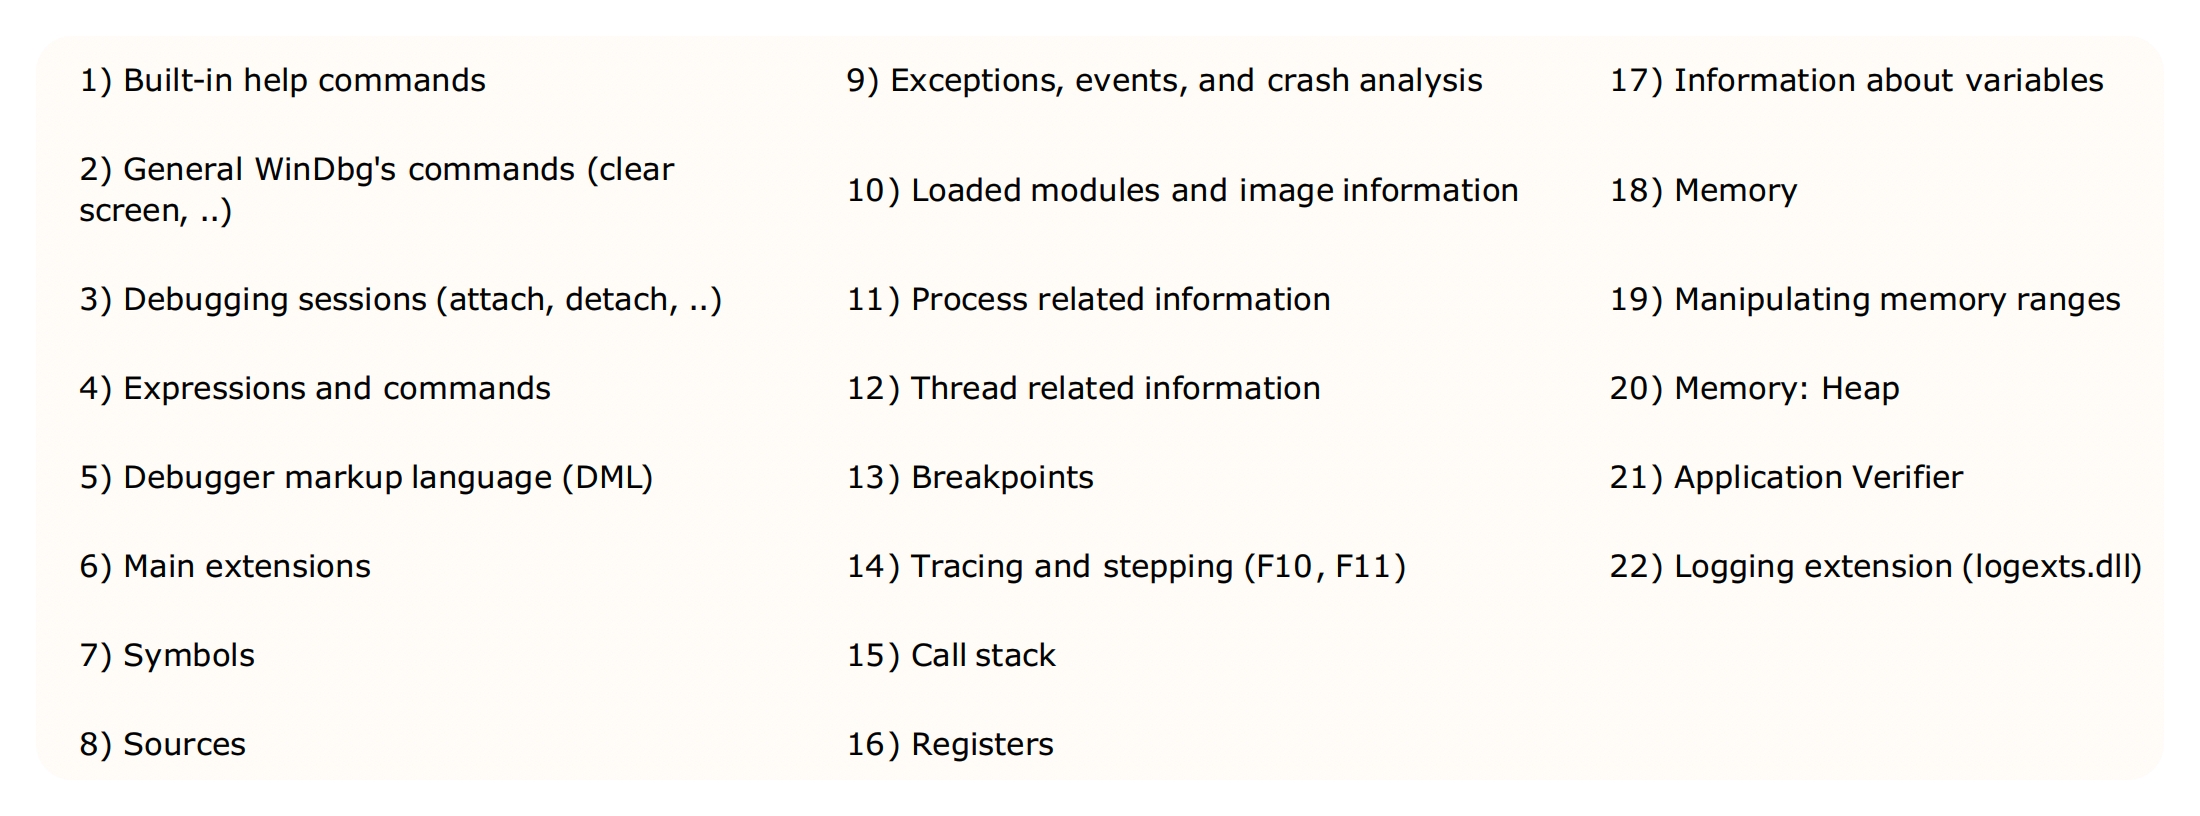 1) Built-in help commands
2) General WinDbg's commands (clear
screen, ..)
3) Debugging sessions (attach, detach, ..)
4) Expressions and commands
5) Debugger markup language (DML)
6) Main extensions
7) Symbols
8) Sources
9) Exceptions, events, and crash analysis
10) Loaded modules and image information
11) Process related information
12) Thread related information
13) Breakpoints
14) Tracing and stepping (F10, F11)
15) Call stack
16) Registers
17) Information about variables
18) Memory
19) Manipulating memory ranges
20) Memory: Heap
21) Application Verifier
22) Logging extension (logexts.dll)